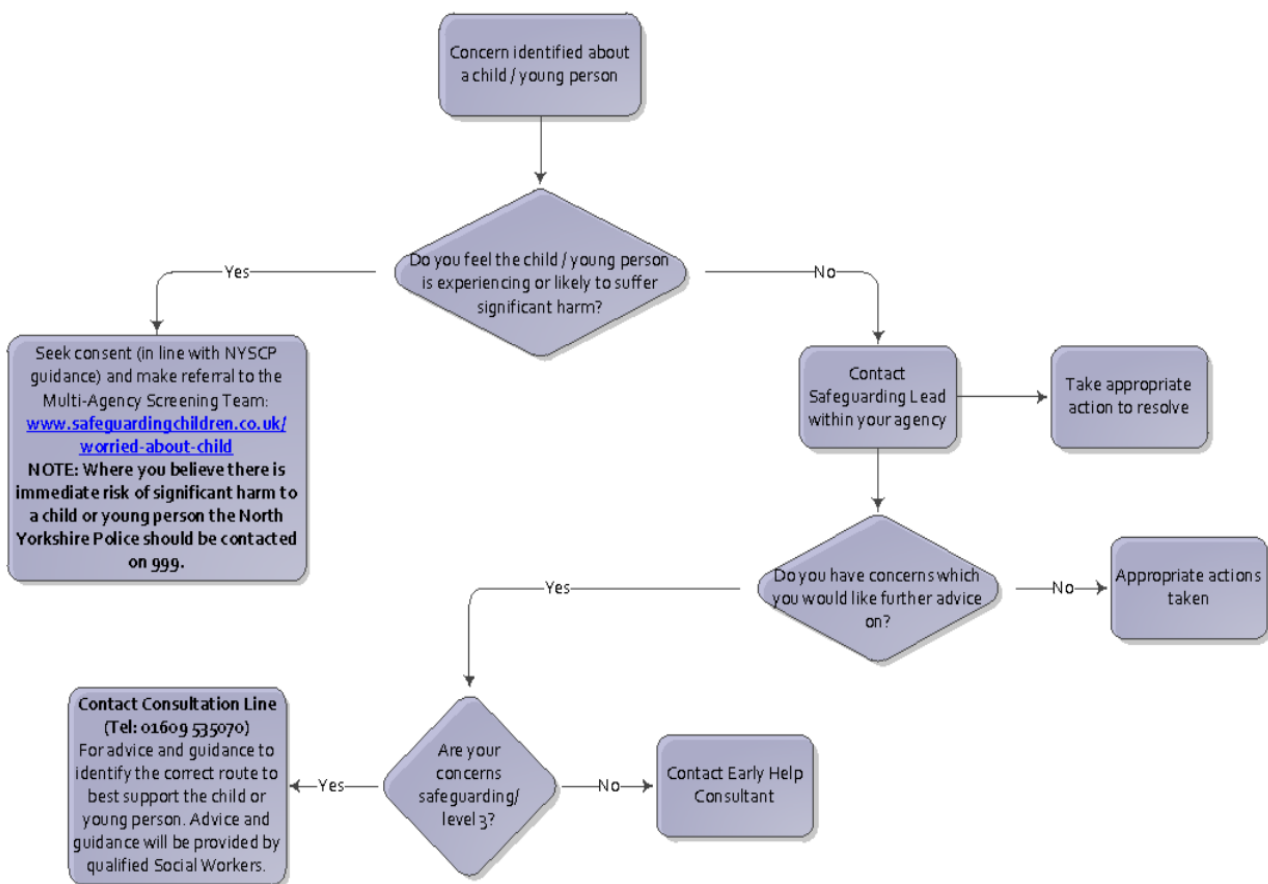 Concern identified about
a child / young person
Do you feel the child / young person
is experiencing or likely to suffer
significant harm?
Yes
No
Seek consent (in line with NYSCP
guidance) and make referral to the
Multi-Agency Screening Team:
www.safeguardingchildren.co.uk/
worried-about-child
NOTE: Where you believe there is
immediate risk of significant harm to
a child or young person the North
Yorkshire Police should be contacted
on 999.
Contact
Safeguarding Lead
within your agency
Take appropriate
action to resolve
Do you have concerns which
you would like further advice
on?
Yes
No
Appropriate actions
taken
Are your
concerns
safeguarding/
level 3?
Yes
No
Contact Consultation Line
(Tel: 01609 535070)
For advice and guidance to
identify the correct route to
best support the child or
young person. Advice and
guidance will be provided by
qualified Social Workers.
Contact Early Help
Consultant